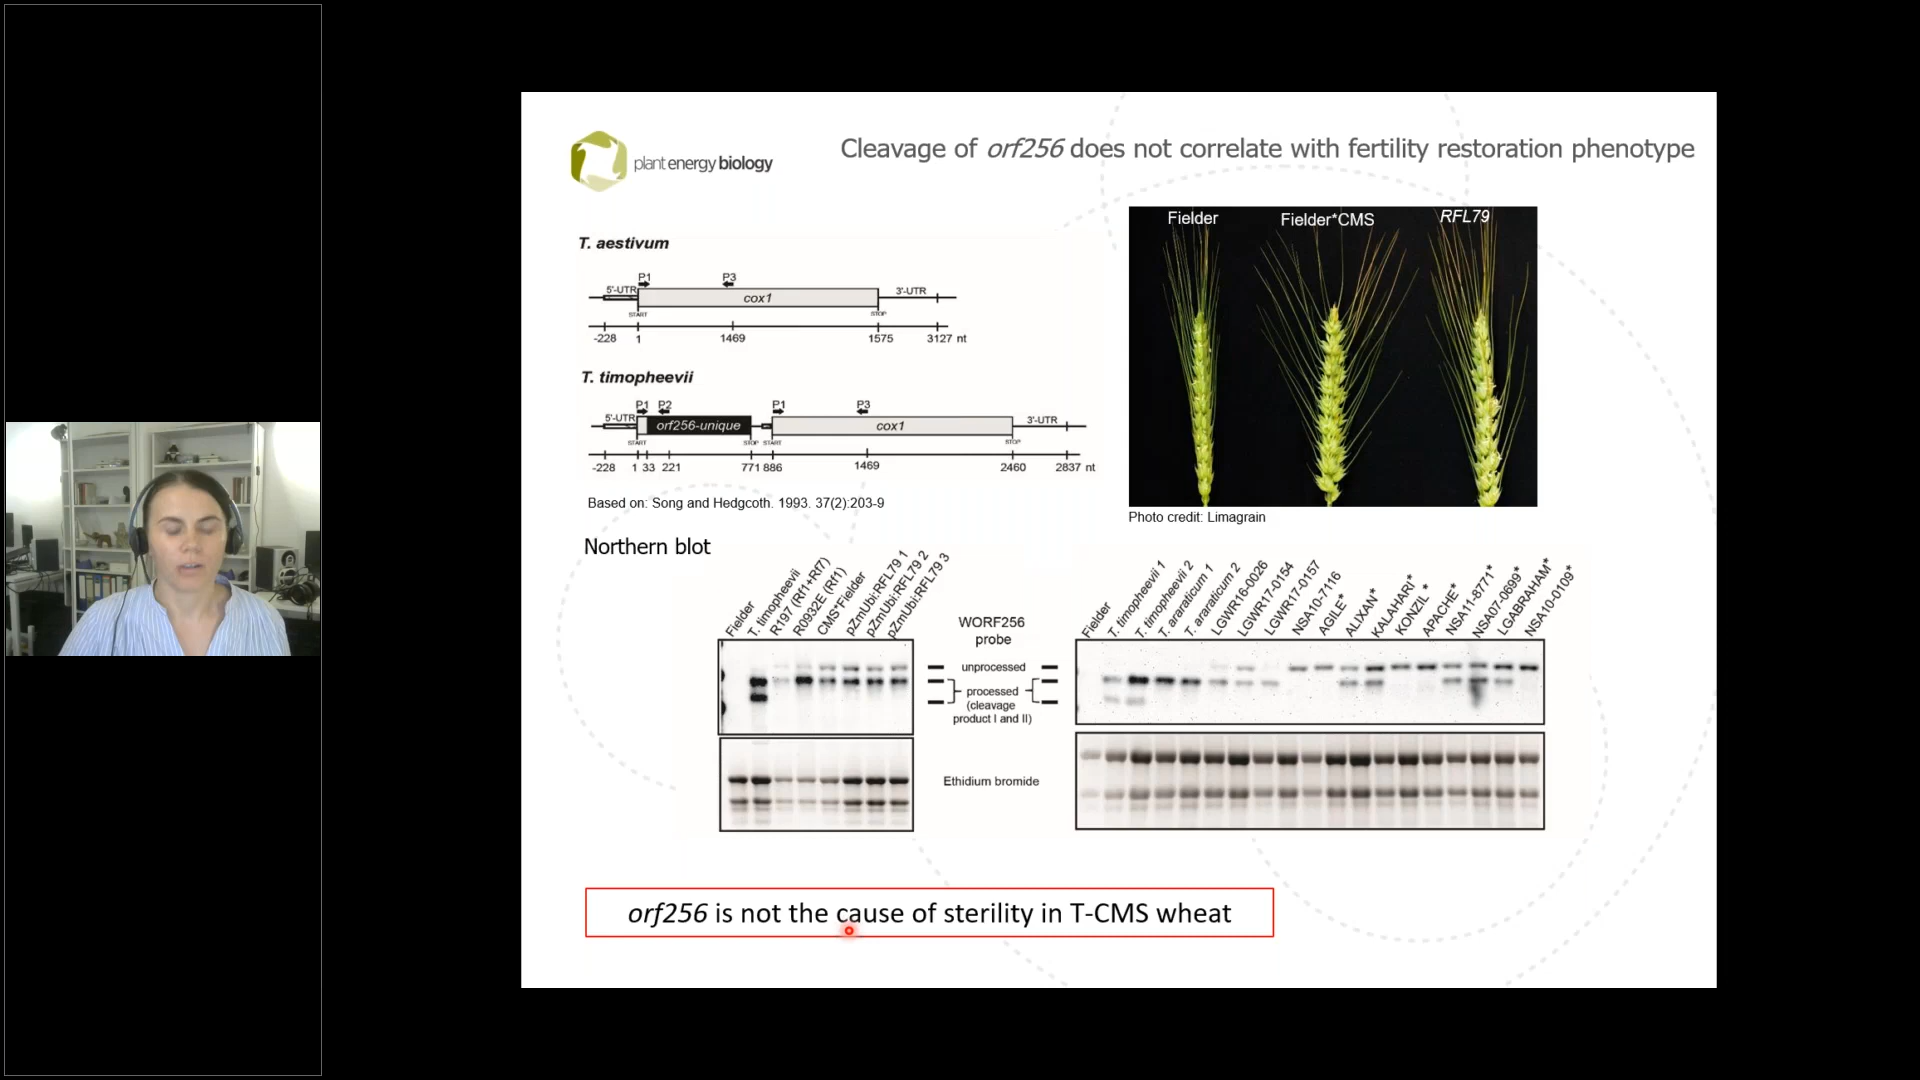 plant energy biology
Cleavage of orf256 does not correlate with fertility restoration phenotype
T. aestivum
P1 P3
5'-UTR cox1 3'-UTR
START STOP
-228 1 1469 1575 3127 nt
T. timopheevii
P1 P2 P1 P3
5'-UTR orf256-unique cox1 3'-UTR
START STOP START STOP
-228 1 33 221 771 886 1469 2460 2837 nt
Based on: Song and Hedgcoth. 1993. 37(2):203-9
Fielder Fielder*CMS RFL79
Photo credit: Limagrain
Northern blot
Fielder
T. timopheevii
R197 (Rf1+Rf7)
R0932E (Rf1)
CMS*Fielder
pZmUbi:RFL79 1
pZmUbi:RFL79 2
pZmUbi:RFL79 3
WORF256
probe
unprocessed
processed
(cleavage
product I and II)
Ethidium bromide
Fielder
T. timopheevii 1
T. timopheevii 2
T. araraticum 1
T. araraticum 2
LGWR16-0026
LGWR17-0154
LGWR17-0157
NSA10-7116
AGILE*
ALIXAN*
KALAHARI*
KONZIL *
APACHE*
NSA11-8771*
NSA07-0699*
LGABRAHAM*
NSA10-0109*
orf256 is not the cause of sterility in T-CMS wheat